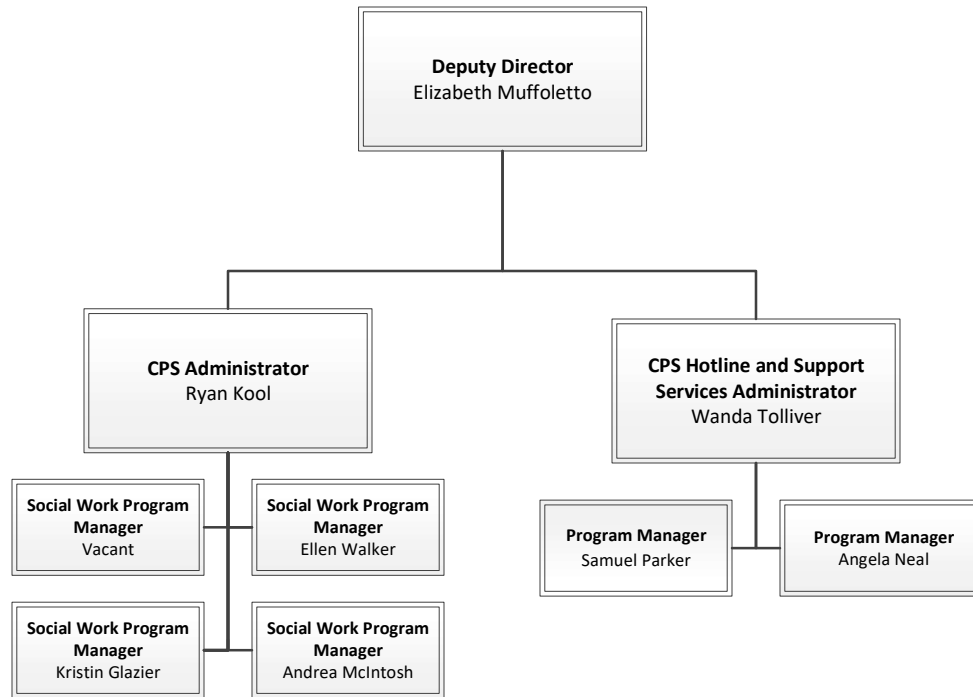 Deputy Director
Elizabeth Muffoletto
CPS Administrator
Ryan Kool
CPS Hotline and Support
Services Administrator
Wanda Tolliver
Social Work Program
Manager
Vacant
Social Work Program
Manager
Ellen Walker
Program Manager
Samuel Parker
Program Manager
Angela Neal
Social Work Program
Manager
Kristin Glazier
Social Work Program
Manager
Andrea McIntosh